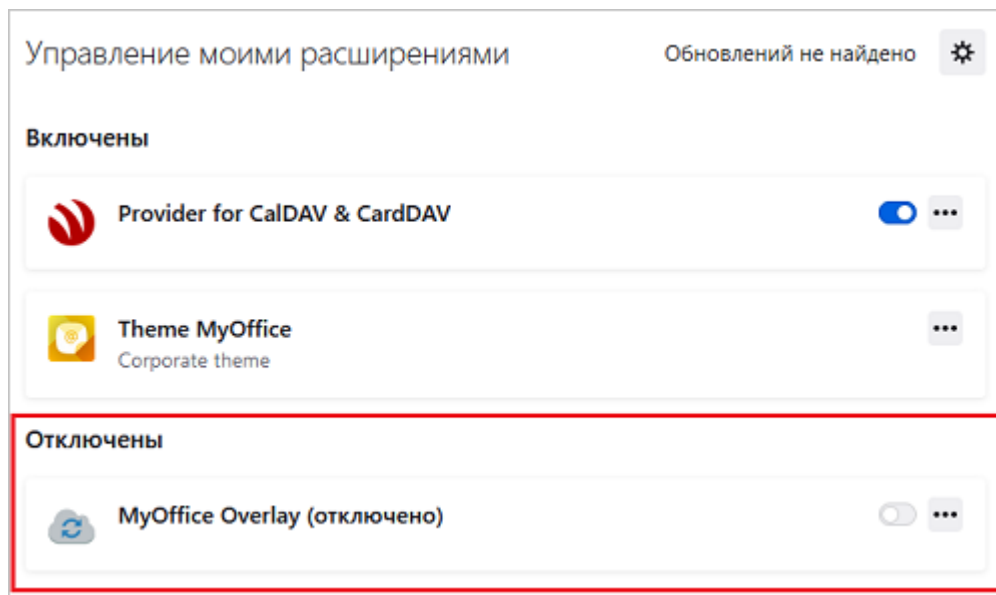 Управление моими расширениями
Обновлений не найдено
Включены
Provider for CalDAV & CardDAV
Theme MyOffice
Corporate theme
Отключены
MyOffice Overlay (отключено)